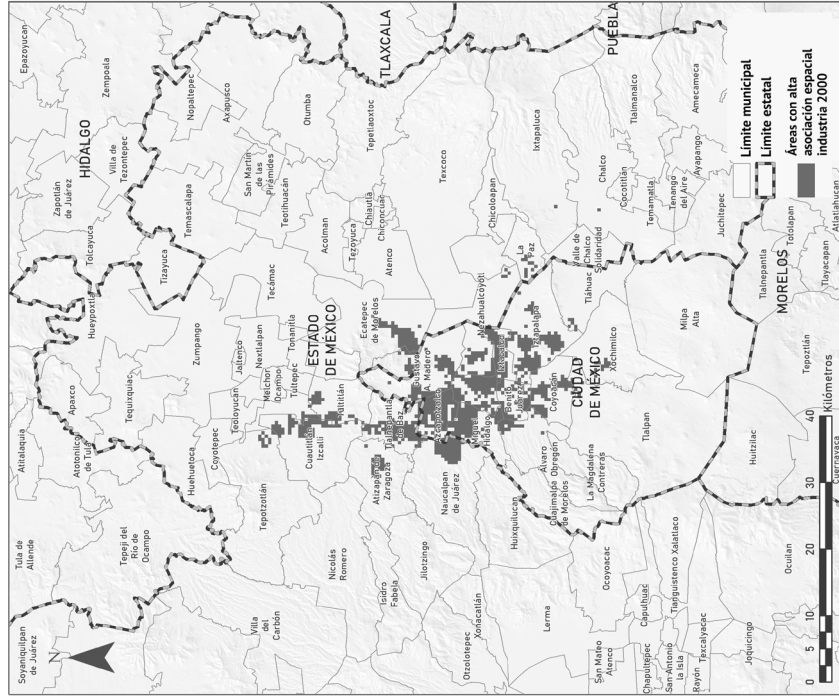 Soyaniquilpan
de Juárez
Tula de
Allende
Atitalaquia
Atotonilco
de Tula
Apaxco
Hueypoxtla
Tolcayuca
Zapotlán
de Juárez
HIDALGO
Villa de
Tezontepec
Zempoala
Epazoyucan
Tepeji del
Río de
Ocampo
Tequixquiac
Huehuetoca
Coyotepec
Zumpango
Tizayuca
Temascalapa
Nopaltepec
Axapusco
San Martín
de las
Pirámides
Otumba
Teotihuacán
Villa
del
Carbón
Tepotzotlán
Teoloyucan
Jaltenco
Nextlalpan
Melchor
Ocampo
Tonanitla
Tultepec
Tecámac
Acolman
Tezoyuca
Chiautla
Chiconcuac
Tepetlaoxtoc
TLAXCALA
Nicolás
Romero
Cuautitlán
Izcalli
Tultitlán
ESTADO
DE MÉXICO
Ecatepec
de Morelos
Atenco
Texcoco
Isidro
Fabela
Jilotzingo
Atizapán de
Zaragoza
Tlalnepantla
de Baz
Gustavo
A. Madero
Naucalpan
de Juárez
Azcapotzalco
Miguel
Hidalgo
Nezahualcóyotl
Chicoloapan
Otzolotepec
Xonacatlán
Huixquilucan
Benito
Juárez
Iztacalco
Iztapalapa
La
Paz
Ixtapaluca
PUEBLA
Lerma
Cuajimalpa
de Morelos
Álvaro
Obregón
Coyoacán
CIUDAD
DE MÉXICO
Tláhuac
Valle de
Chalco
Solidaridad
Chalco
Tlalmanalco
Cocotitlán
Temamatla
Tenango
del Aire
Ayapango
Amecameca
Juchitepec
San Mateo
Atenco
Ocoyoacac
La Magdalena
Contreras
Xochimilco
Tlalpan
Milpa
Alta
Chapultepec
Capulhuac
San Antonio
la Isla
Tianguistenco
Xalatlaco
Rayón
Texcalyacac
Joquicingo
Ocuilan
Huitzilac
Tepoztlán
Cuernavaca
MORELOS
Tlalnepantla
Totolapan
Tlayacapan
Atlatlahucan
N
0 5 10 20 30 40
Kilómetros
Límite municipal
Límite estatal
Áreas con alta
asociación espacial
industria 2000